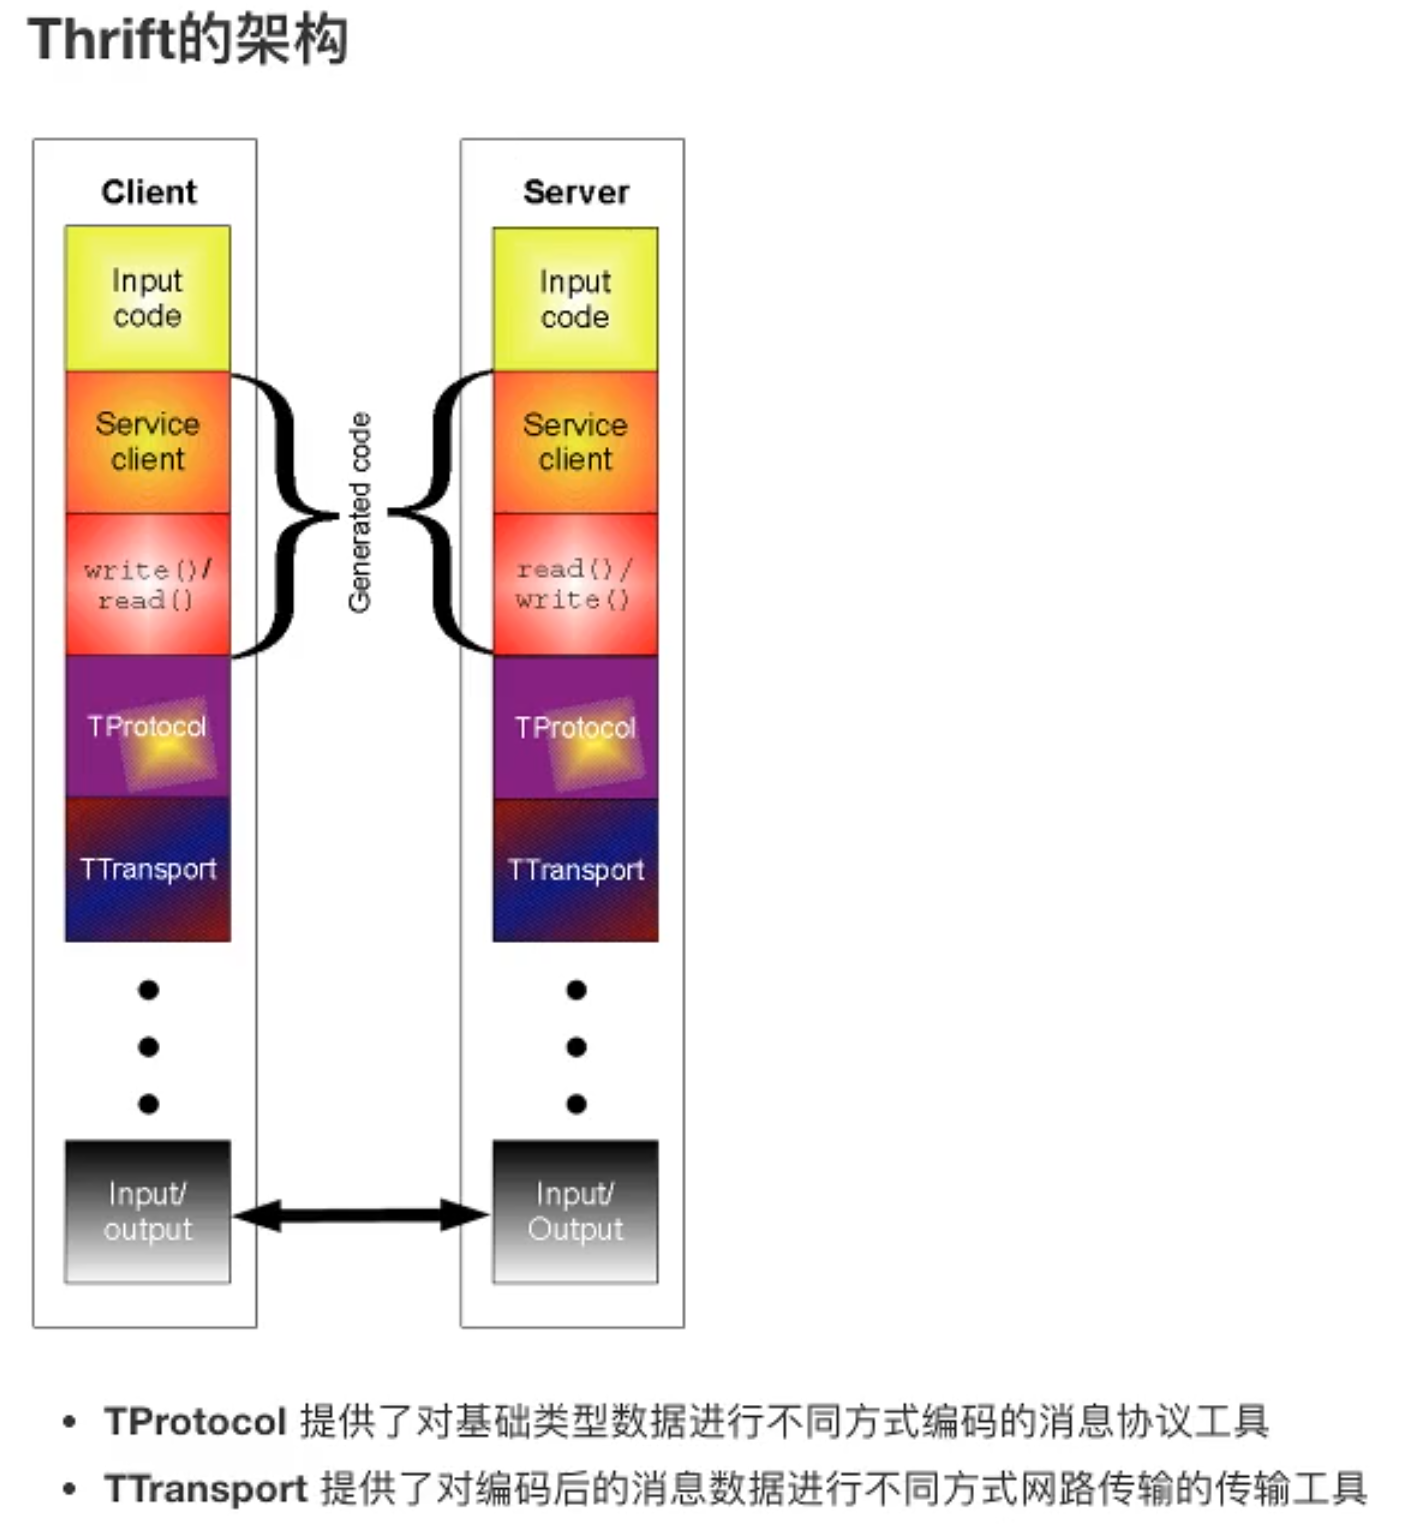 Thrift的架构
Client
Input
code
Service
client
write()/
read()
TProtocol
TTransport
Input/
output
Generated code
Server
Input
code
Service
client
read()/
write()
TProtocol
TTransport
Input/
Output
• TProtocol 提供了对基础类型数据进行不同方式编码的消息协议工具
• TTransport 提供了对编码后的消息数据进行不同方式网路传输的传输工具